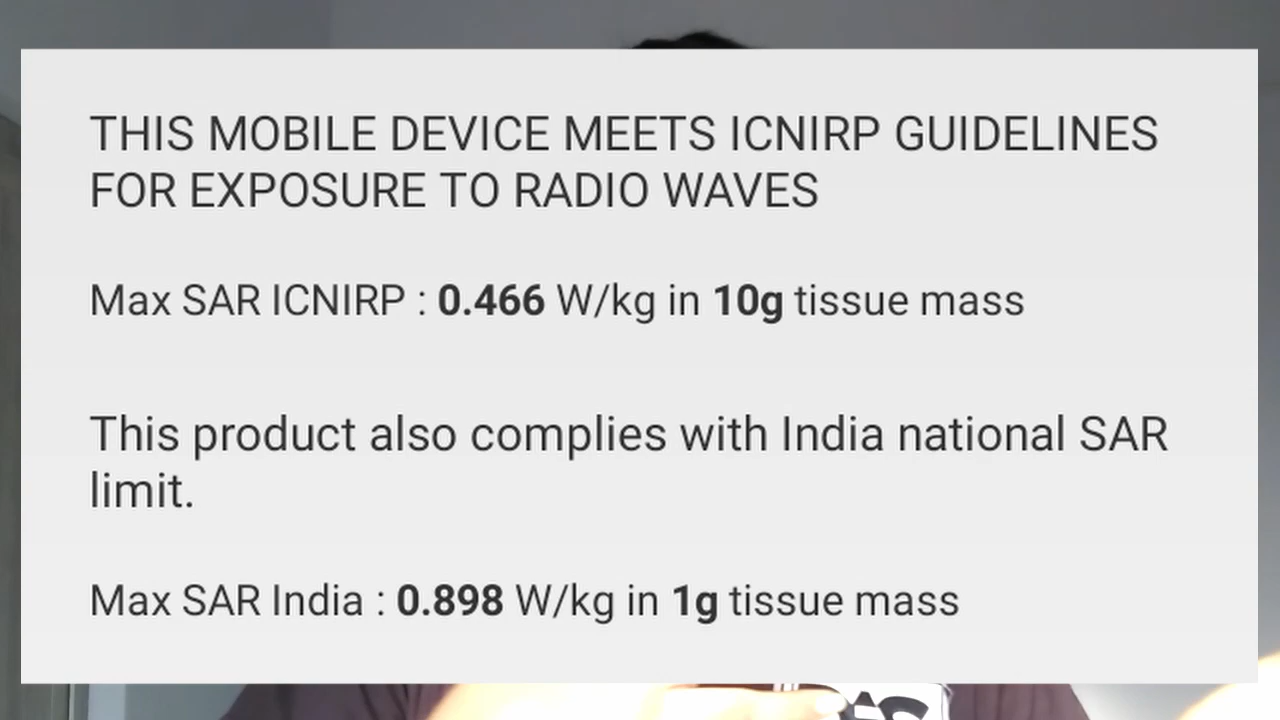 THIS MOBILE DEVICE MEETS ICNIRP GUIDELINES
FOR EXPOSURE TO RADIO WAVES
Max SAR ICNIRP : 0.466 W/kg in 10g tissue mass
This product also complies with India national SAR
limit.
Max SAR India : 0.898 W/kg in 1g tissue mass